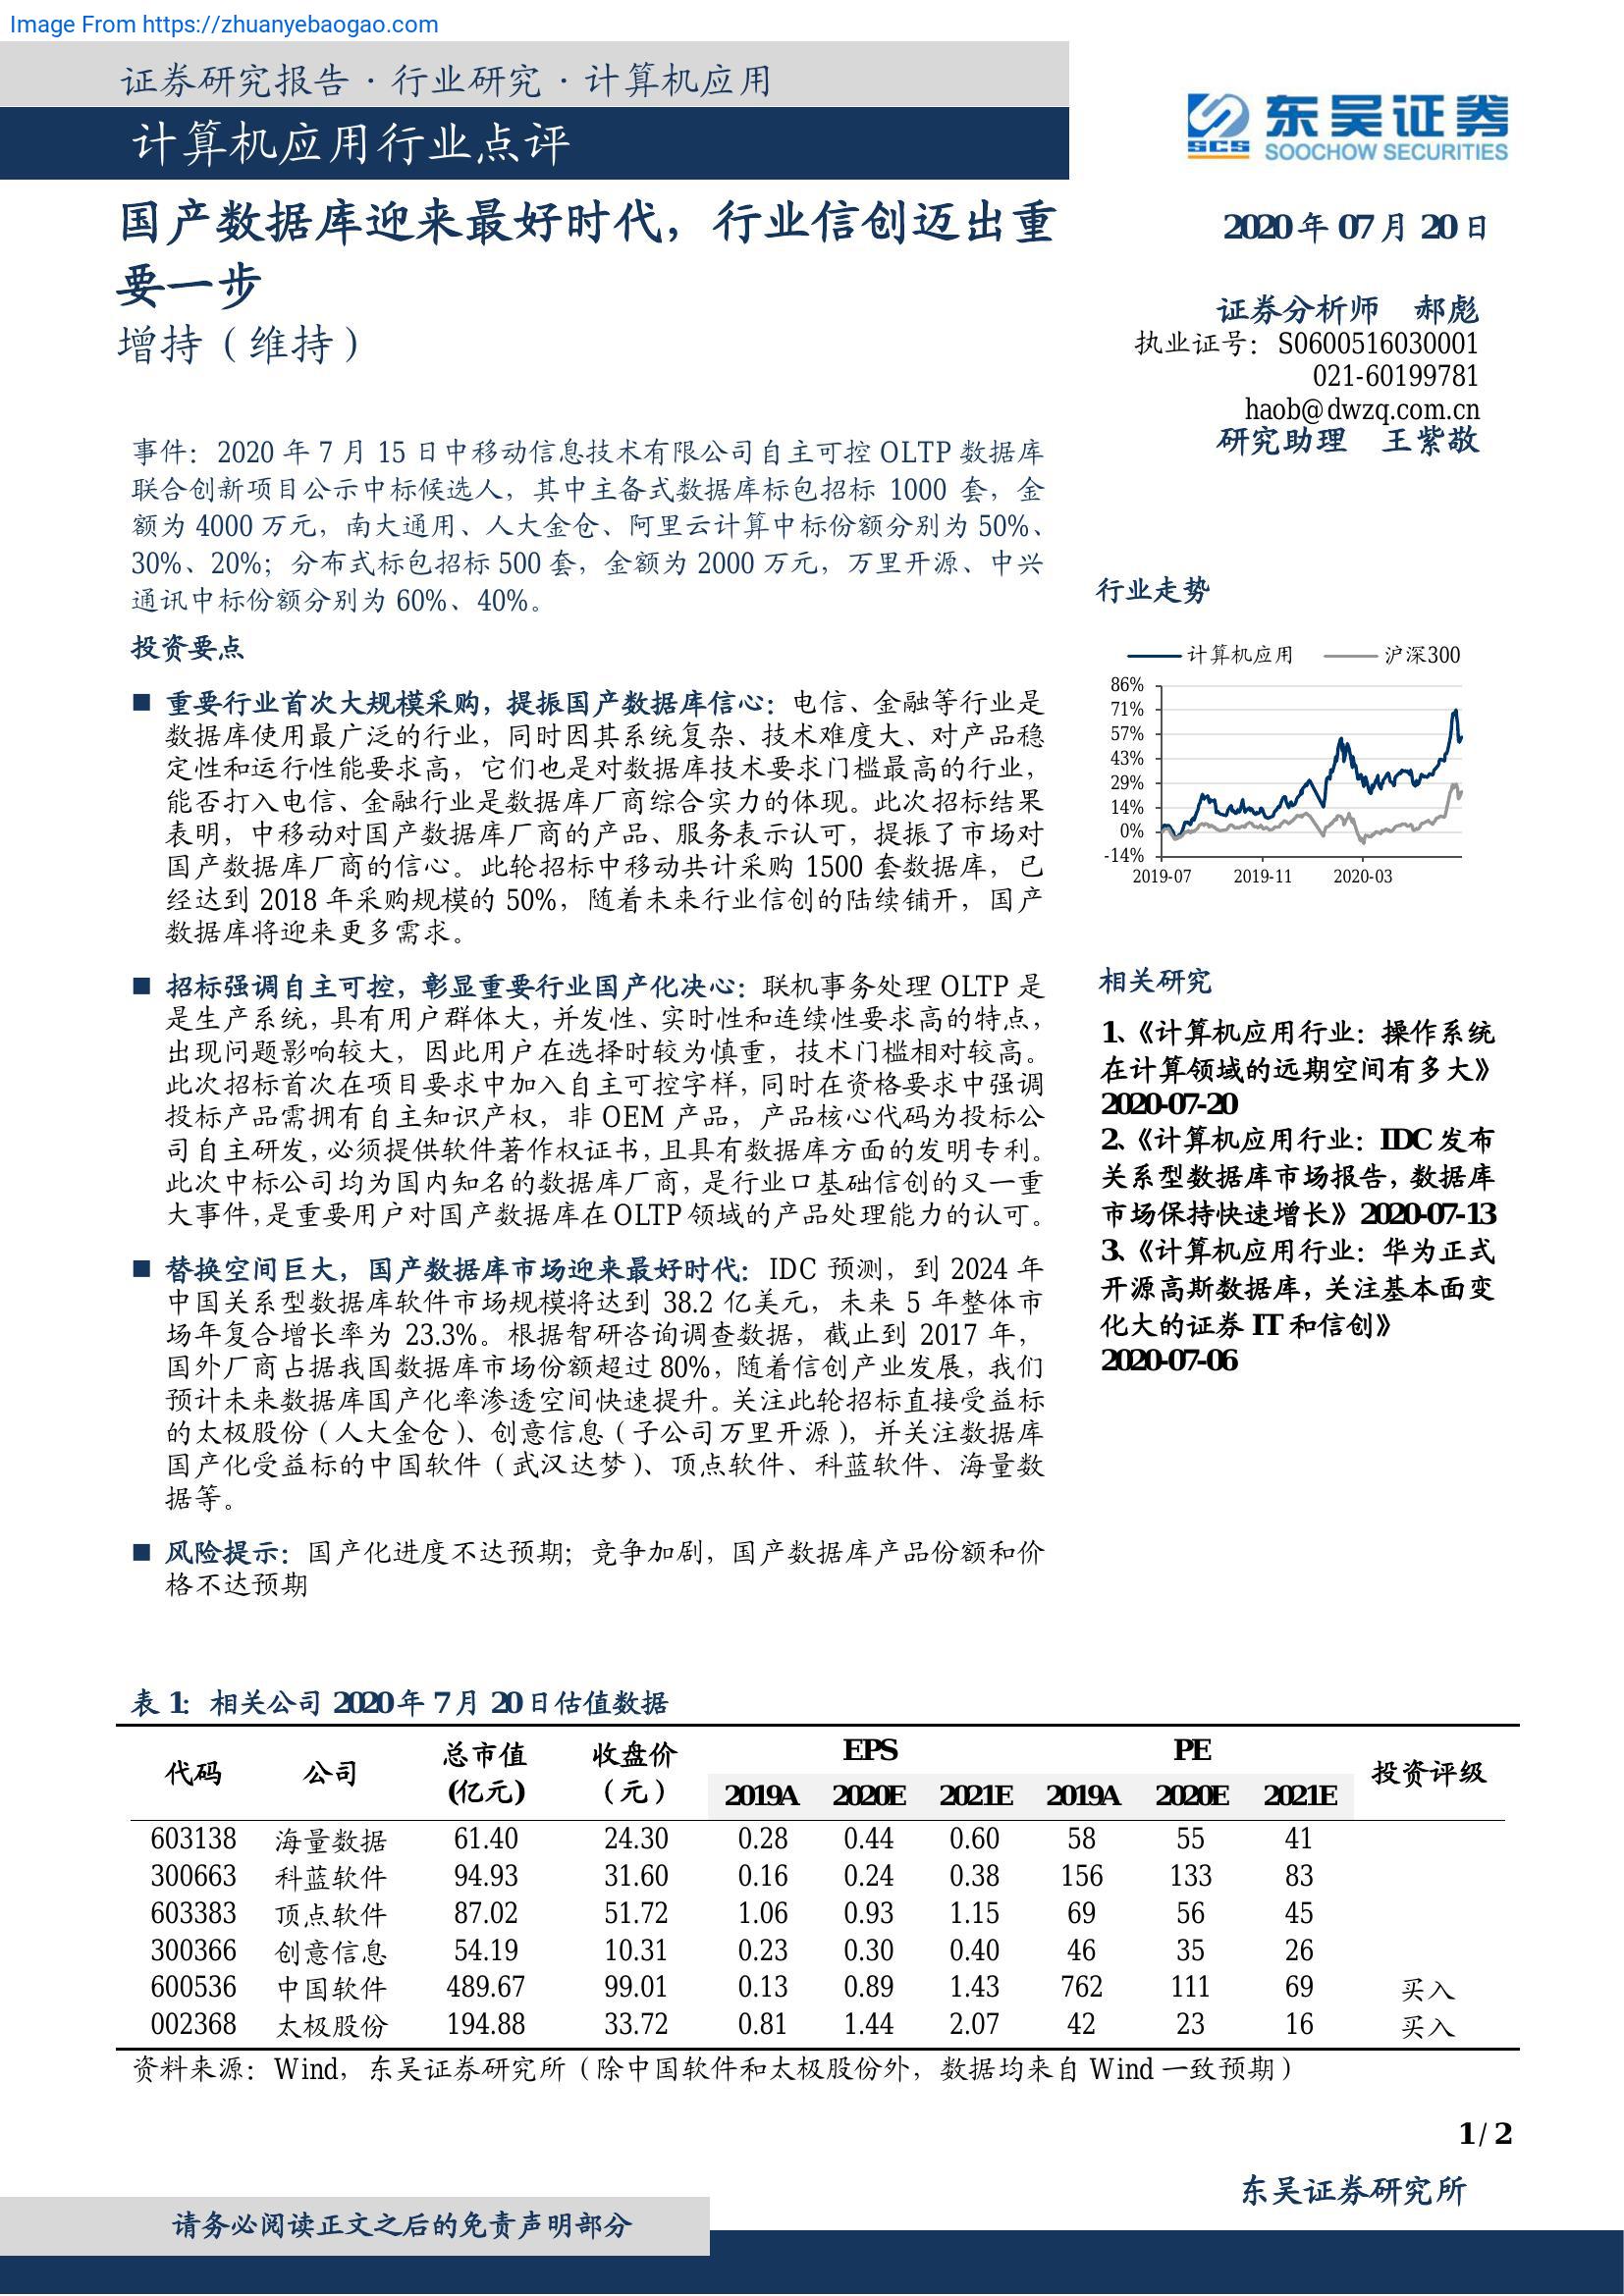 Image From https://zhuanyebaogao.com
证券研究报告·行业研究·计算机应用
计算机应用行业点评
东吴证券
SCS
SOOCHOW SECURITIES
国产数据库迎来最好时代，行业信创迈出重
要一步
增持（维持）
2020年07月20日
证券分析师 郝彪
执业证号：S0600516030001
021-60199781
haob@dwzq.com.cn
研究助理 王紫敬
事件：2020年7月15日中移动信息技术有限公司自主可控OLTP数据库
联合创新项目公示中标候选人，其中主备式数据库标包招标1000套，金
额为4000万元，南大通用、人大金仓、阿里云计算中标份额分别为50%、
30%、20%；分布式标包招标500套，金额为2000万元，万里开源、中兴
通讯中标份额分别为60%、40%。
投资要点
■ 重要行业首次大规模采购，提振国产数据库信心：电信、金融等行业是
数据库使用最广泛的行业，同时因其系统复杂、技术难度大、对产品稳
定性和运行性能要求高，它们也是对数据库技术要求门槛最高的行业，
能否打入电信、金融行业是数据库厂商综合实力的体现。此次招标结果
表明，中移动对国产数据库厂商的产品、服务表示认可，提振了市场对
国产数据库厂商的信心。此轮招标中移动共计采购1500套数据库，已
经达到2018年采购规模的50%，随着未来行业信创的陆续铺开，国产
数据库将迎来更多需求。
■ 招标强调自主可控，彰显重要行业国产化决心：联机事务处理OLTP是
是生产系统，具有用户群体大，并发性、实时性和连续性要求高的特点，
出现问题影响较大，因此用户在选择时较为慎重，技术门槛相对较高。
此次招标首次在项目要求中加入自主可控字样，同时在资格要求中强调
投标产品需拥有自主知识产权，非OEM产品，产品核心代码为投标公
司自主研发，必须提供软件著作权证书，且具有数据库方面的发明专利。
此次中标公司均为国内知名的数据库厂商，是行业口基础信创的又一重
大事件，是重要用户对国产数据库在OLTP领域的产品处理能力的认可。
■ 替换空间巨大，国产数据库市场迎来最好时代：IDC预测，到2024年
中国关系型数据库软件市场规模将达到38.2亿美元，未来5年整体市
场年复合增长率为23.3%。根据智研咨询调查数据，截止到2017年，
国外厂商占据我国数据库市场份额超过80%，随着信创产业发展，我们
预计未来数据库国产化率渗透空间快速提升。关注此轮招标直接受益标
的太极股份（人大金仓）、创意信息（子公司万里开源），并关注数据库
国产化受益标的中国软件（武汉达梦）、顶点软件、科蓝软件、海量数
据等。
■ 风险提示：国产化进度不达预期；竞争加剧，国产数据库产品份额和价
格不达预期
行业走势
计算机应用 沪深300
86%
71%
57%
43%
29%
14%
0%
-14%
2019-07 2019-11 2020-03
相关研究
1、《计算机应用行业：操作系统
在计算领域的远期空间有多大》
2020-07-20
2、《计算机应用行业：IDC发布
关系型数据库市场报告，数据库
市场保持快速增长》2020-07-13
3、《计算机应用行业：华为正式
开源高斯数据库，关注基本面变
化大的证券IT和信创》
2020-07-06
表1：相关公司2020年7月20日估值数据
代码 公司 总市值 收盘价 EPS PE 投资评级
(亿元) （元） 2019A 2020E 2021E 2019A 2020E 2021E
603138 海量数据 61.40 24.30 0.28 0.44 0.60 58 55 41
300663 科蓝软件 94.93 31.60 0.16 0.24 0.38 156 133 83
603383 顶点软件 87.02 51.72 1.06 0.93 1.15 69 56 45
300366 创意信息 54.19 10.31 0.23 0.30 0.40 46 35 26
600536 中国软件 489.67 99.01 0.13 0.89 1.43 762 111 69 买入
002368 太极股份 194.88 33.72 0.81 1.44 2.07 42 23 16 买入
资料来源：Wind，东吴证券研究所（除中国软件和太极股份外，数据均来自Wind一致预期）
1 / 2
东吴证券研究所
请务必阅读正文之后的免责声明部分